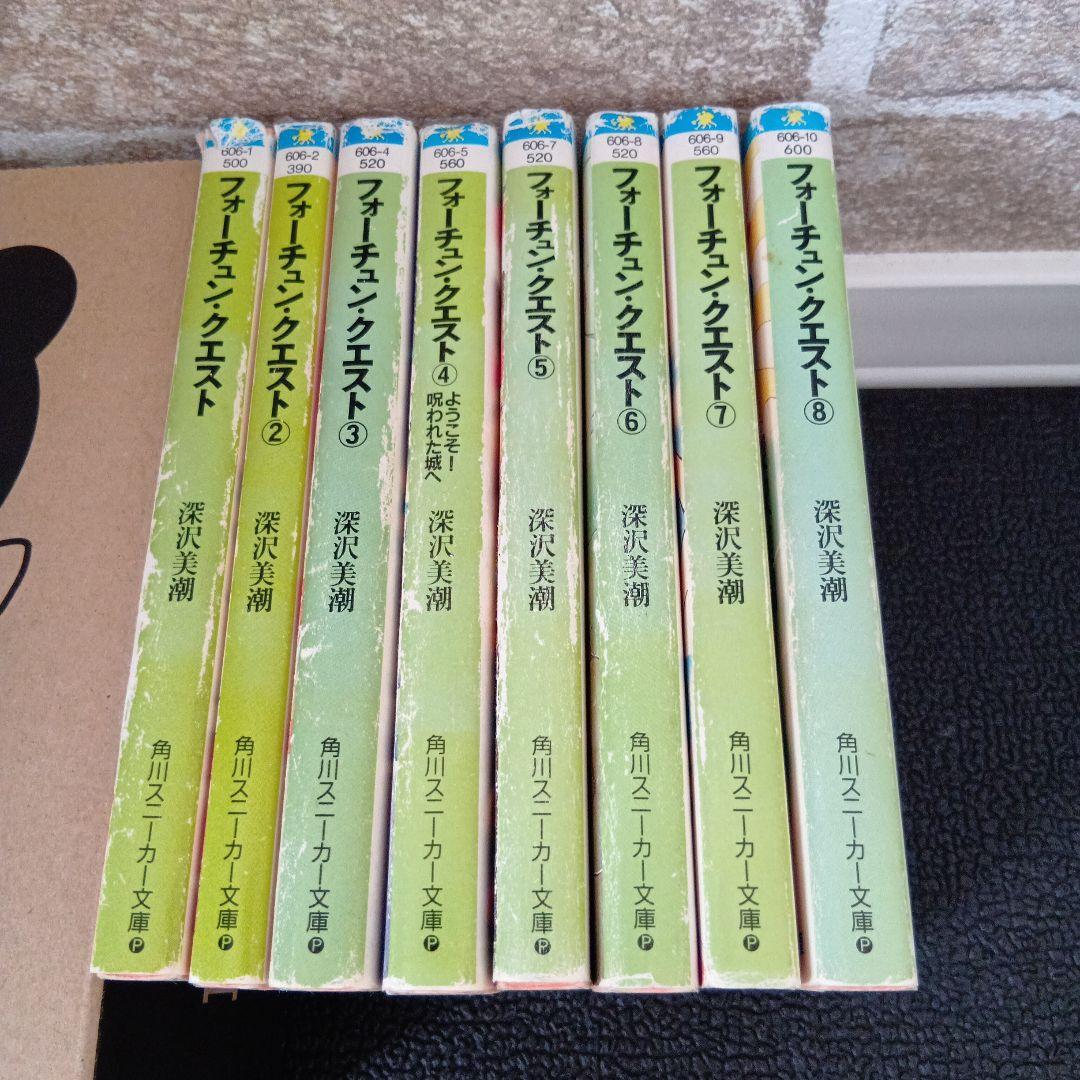 606-1
500
フォーチュン・クエスト
深沢美潮
角川スニーカー文庫 P
606-2
390
フォーチュン・クエスト②
深沢美潮
角川スニーカー文庫 P
606-4
520
フォーチュン・クエスト③
深沢美潮
角川スニーカー文庫 P
606-5
560
フォーチュン・クエスト④
ようこそ!
呪われた城へ
深沢美潮
角川スニーカー文庫 P
606-7
520
フォーチュン・クエスト⑤
深沢美潮
角川スニーカー文庫 P
606-8
520
フォーチュン・クエスト⑥
深沢美潮
角川スニーカー文庫 P
606-9
560
フォーチュン・クエスト⑦
深沢美潮
角川スニーカー文庫 P
606-10
600
フォーチュン・クエスト⑧
深沢美潮
角川スニーカー文庫 P